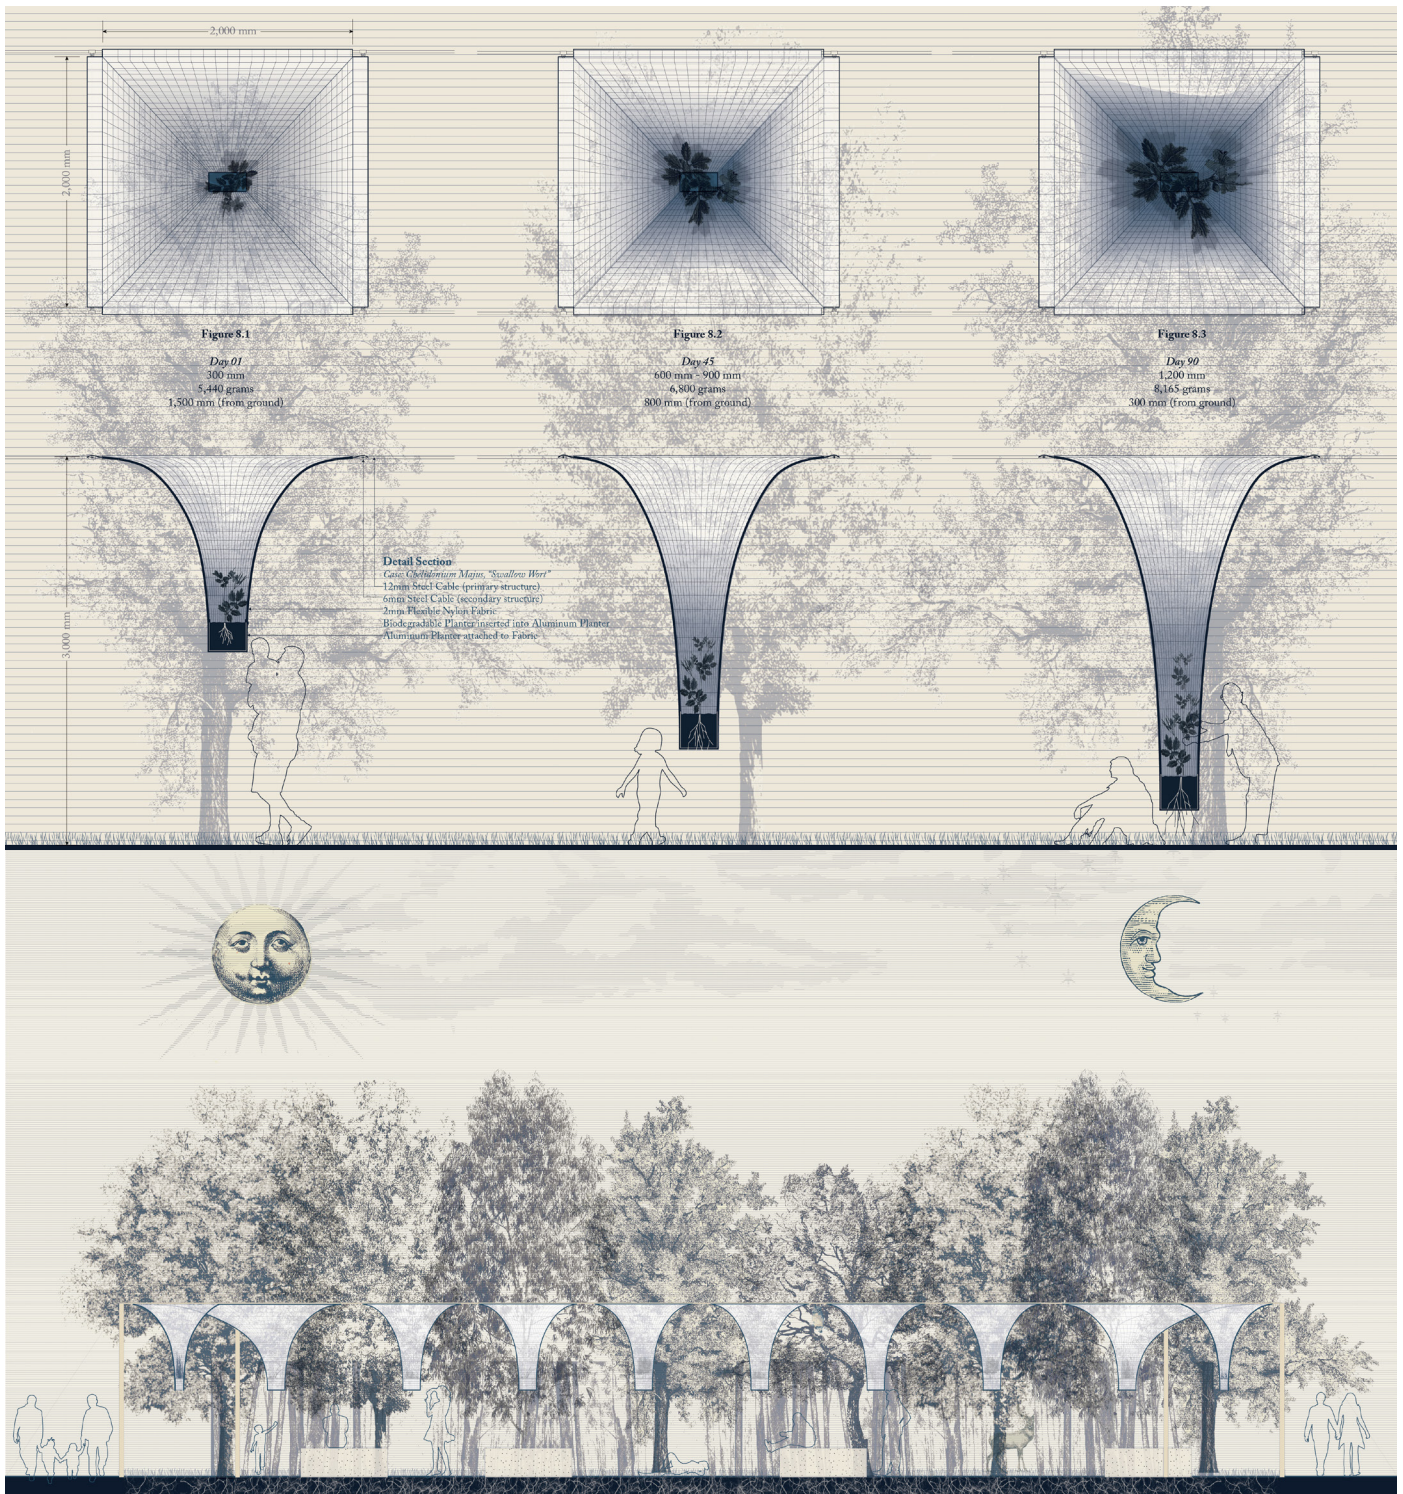 2,000 mm
2,000 mm
Figure 8.1
Day 01
300 mm
5,440 grams
1,500 mm (from ground)
Figure 8.2
Day 45
600 mm - 900 mm
6,800 grams
800 mm (from ground)
Figure 8.3
Day 90
1,200 mm
8,165 grams
300 mm (from ground)
3,000 mm
Detail Section
Case: Chelidonium Majus, "Swallow Wort"
12mm Steel Cable (primary structure)
6mm Steel Cable (secondary structure)
2mm Flexible Nylon Fabric
Biodegradable Planter inserted into Aluminum Planter
Aluminum Planter attached to Fabric